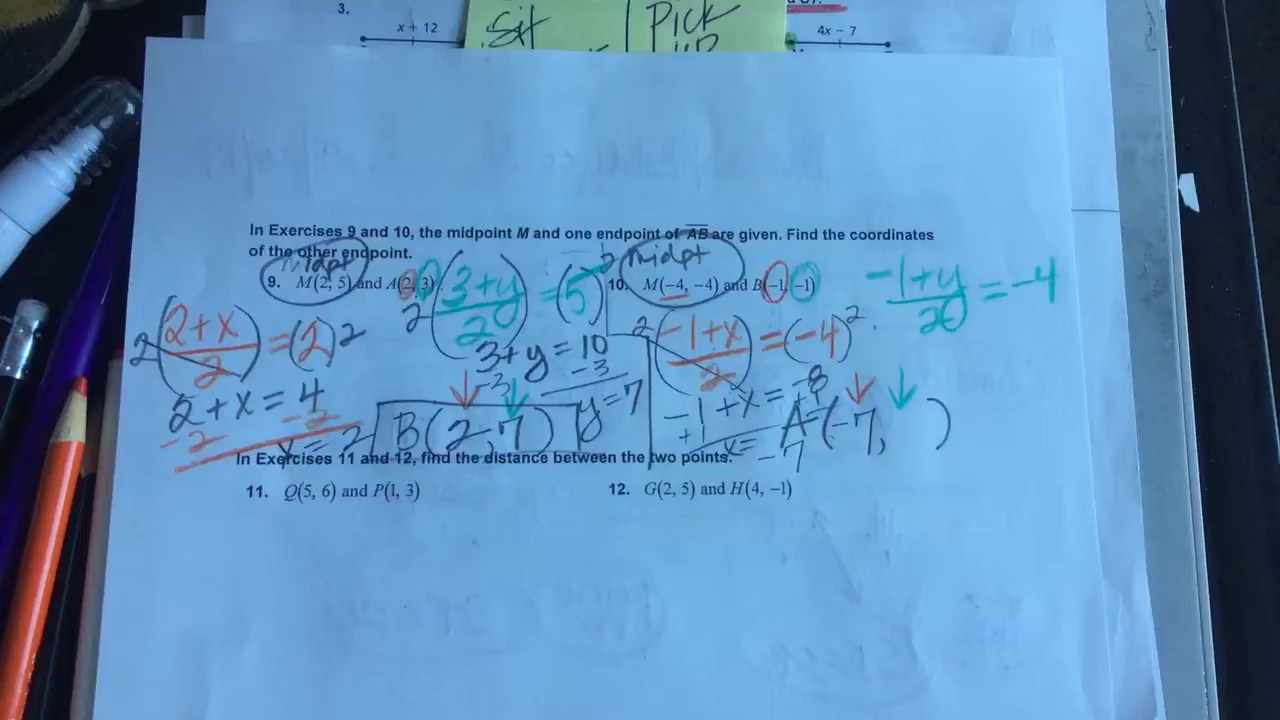 3.
x + 12
Sit
Pick
UP
4x − 7
In Exercises 9 and 10, the midpoint M and one endpoint of AB are given. Find the coordinates
of the other endpoint.
midpt
midpt
9. M(2, 5) and A(2, 3).
10. M(−4, −4) and B(−1, −1)
2(2+x/2)=(2)2
2+x=4
-2 -2
x=2
2(3+y/2)=(5)2
3+y=10
-3 -3
y=7
B(2,7)
2(-1+x/2)=(-4)2.
-1+x=-8
+1 +1
x=-7
A(-7, )
-1+y/2=-4
In Exercises 11 and 12, find the distance between the two points.
11. Q(5, 6) and P(1, 3)
12. G(2, 5) and H(4, −1)